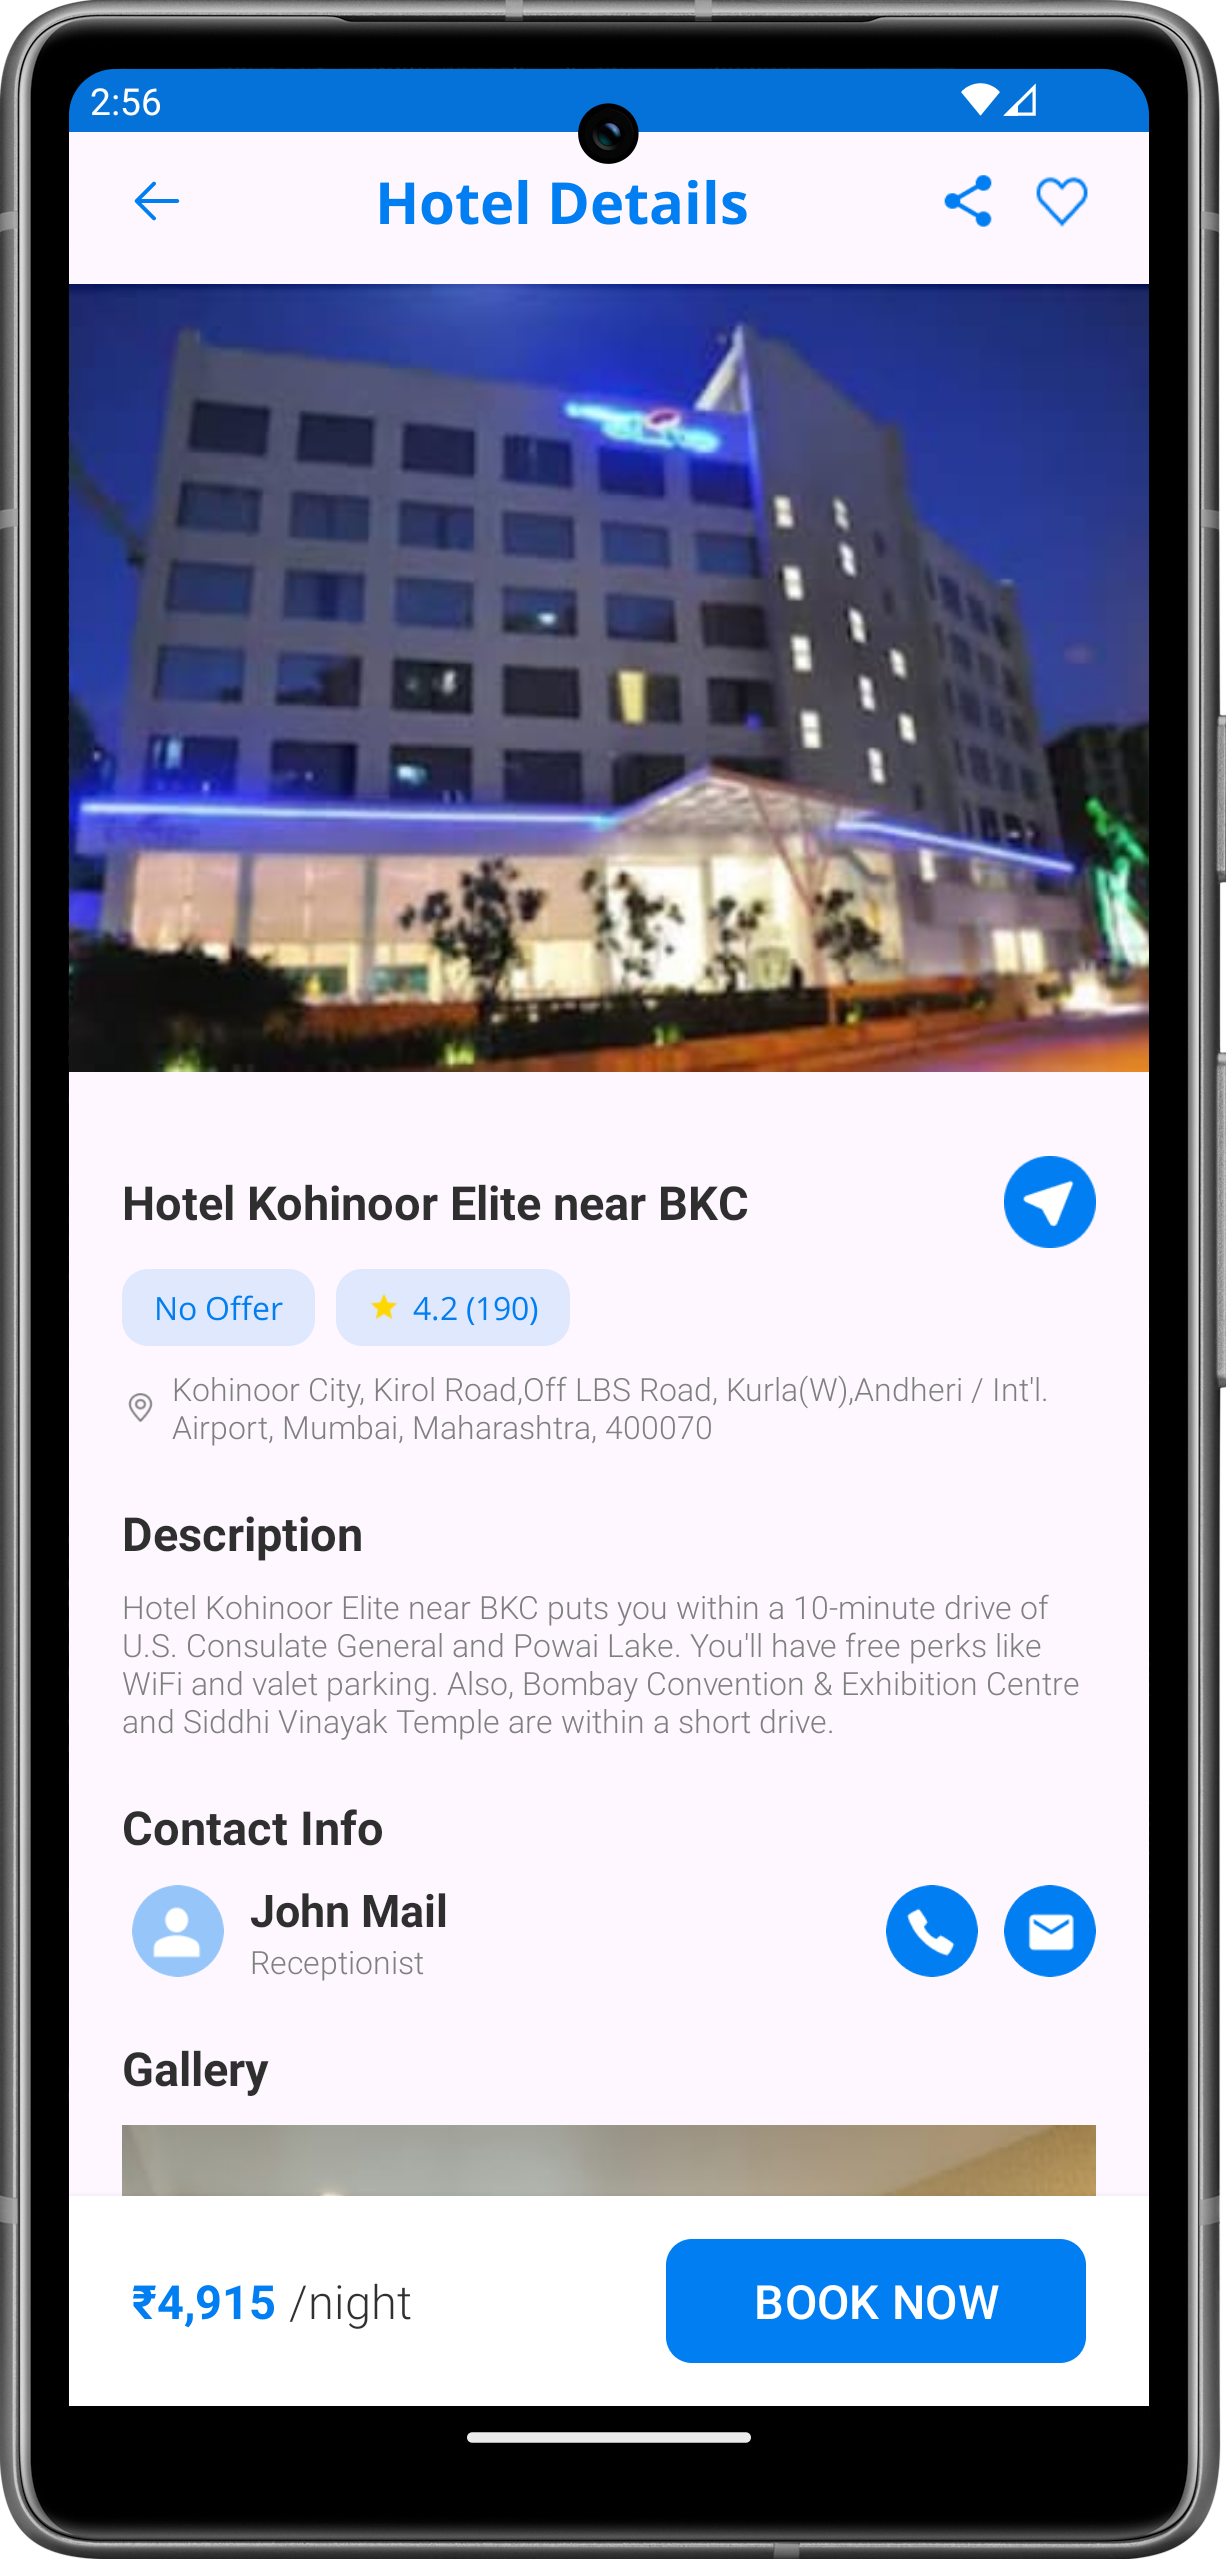 2:56
Hotel Details
Hotel Kohinoor Elite near BKC
No Offer
4.2 (190)
Kohinoor City, Kirol Road,Off LBS Road, Kurla(W),Andheri / Int'l.
Airport, Mumbai, Maharashtra, 400070
Description
Hotel Kohinoor Elite near BKC puts you within a 10-minute drive of
U.S. Consulate General and Powai Lake. You'll have free perks like
WiFi and valet parking. Also, Bombay Convention & Exhibition Centre
and Siddhi Vinayak Temple are within a short drive.
Contact Info
John Mail
Receptionist
Gallery
₹4,915 /night
BOOK NOW